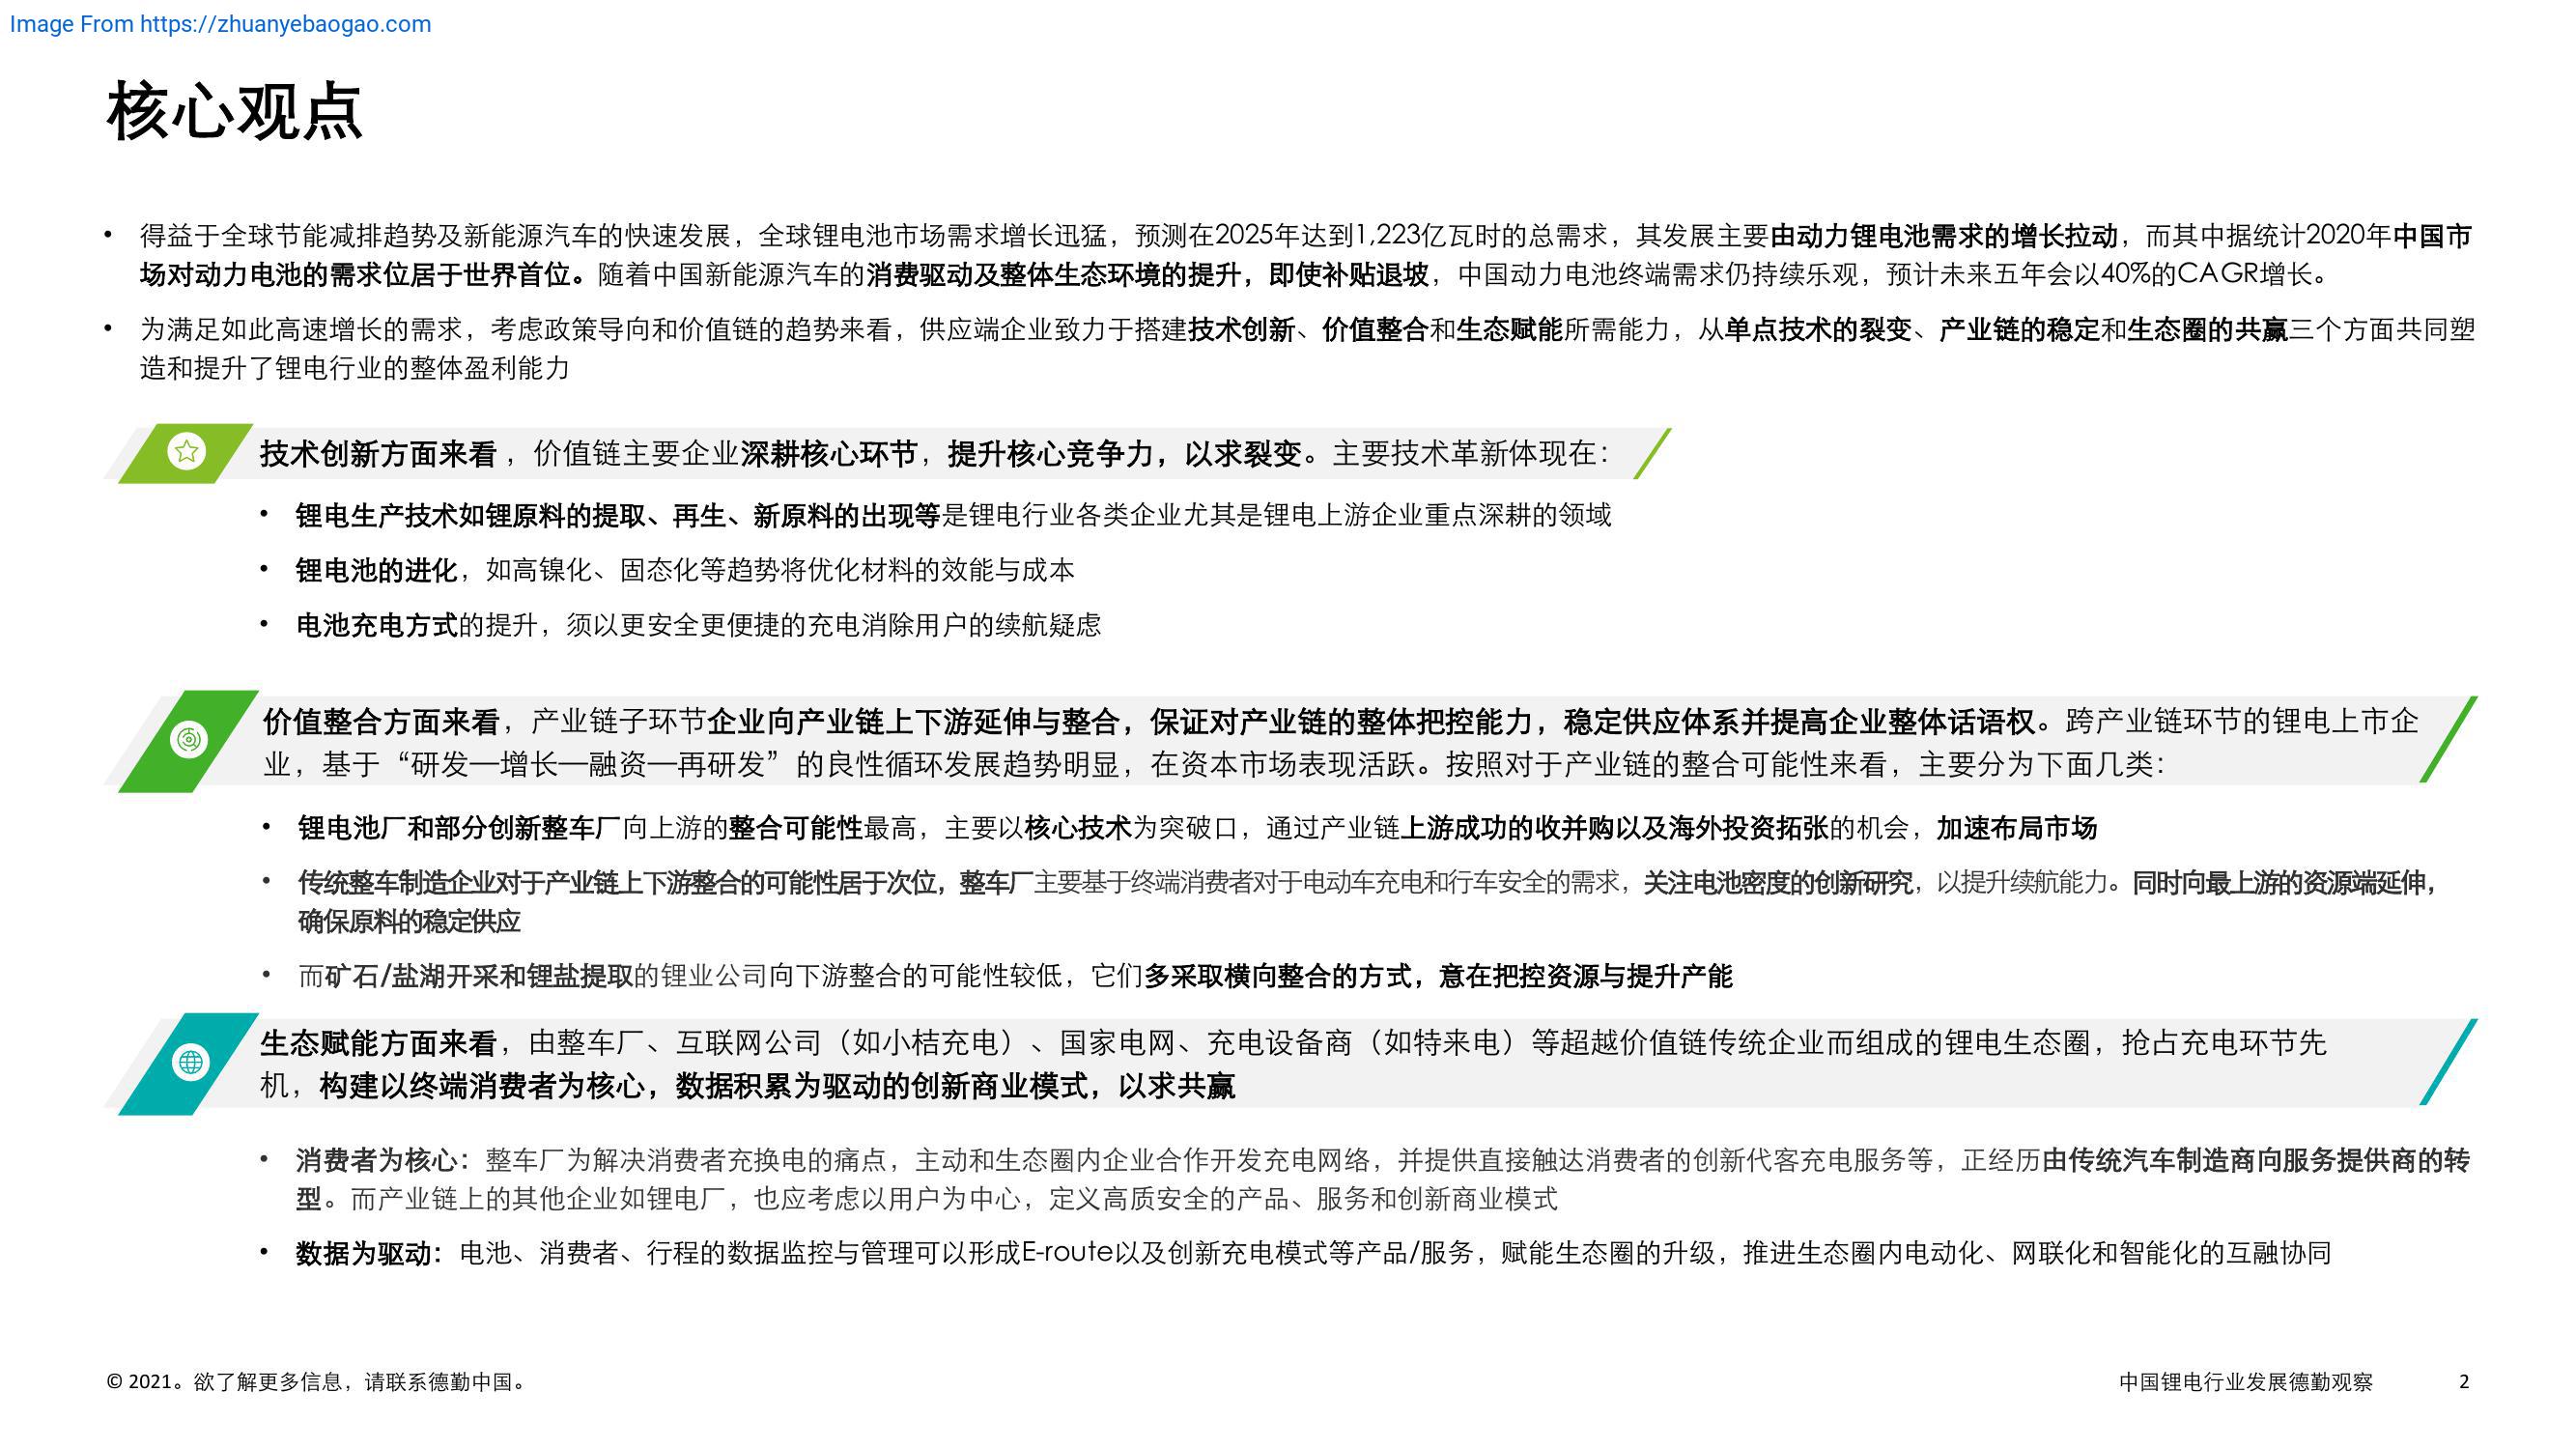 Image From https://zhuanyebaogao.com
核心观点
• 得益于全球节能减排趋势及新能源汽车的快速发展，全球锂电池市场需求增长迅猛，预测在2025年达到1,223亿瓦时的总需求，其发展主要由动力锂电池需求的增长拉动，而其中据统计2020年中国市
场对动力电池的需求位居于世界首位。随着中国新能源汽车的消费驱动及整体生态环境的提升，即使补贴退坡，中国动力电池终端需求仍持续乐观，预计未来五年会以40%的CAGR增长。
• 为满足如此高速增长的需求，考虑政策导向和价值链的趋势来看，供应端企业致力于搭建技术创新、价值整合和生态赋能所需能力，从单点技术的裂变、产业链的稳定和生态圈的共赢三个方面共同塑
造和提升了锂电行业的整体盈利能力
技术创新方面来看，价值链主要企业深耕核心环节，提升核心竞争力，以求裂变。主要技术革新体现在：
• 锂电生产技术如锂原料的提取、再生、新原料的出现等是锂电行业各类企业尤其是锂电上游企业重点深耕的领域
• 锂电池的进化，如高镍化、固态化等趋势将优化材料的效能与成本
• 电池充电方式的提升，须以更安全更便捷的充电消除用户的续航疑虑
价值整合方面来看，产业链子环节企业向产业链上下游延伸与整合，保证对产业链的整体把控能力，稳定供应体系并提高企业整体话语权。跨产业链环节的锂电上市企
业，基于“研发—增长—融资—再研发”的良性循环发展趋势明显，在资本市场表现活跃。按照对于产业链的整合可能性来看，主要分为下面几类：
• 锂电池厂和部分创新整车厂向上游的整合可能性最高，主要以核心技术为突破口，通过产业链上游成功的收并购以及海外投资拓张的机会，加速布局市场
• 传统整车制造企业对于产业链上下游整合的可能性居于次位，整车厂主要基于终端消费者对于电动车充电和行车安全的需求，关注电池密度的创新研究，以提升续航能力。同时向最上游的资源端延伸，
确保原料的稳定供应
• 而矿石/盐湖开采和锂盐提取的锂业公司向下游整合的可能性较低，它们多采取横向整合的方式，意在把控资源与提升产能
生态赋能方面来看，由整车厂、互联网公司（如小桔充电）、国家电网、充电设备商（如特来电）等超越价值链传统企业而组成的锂电生态圈，抢占充电环节先
机，构建以终端消费者为核心，数据积累为驱动的创新商业模式，以求共赢
• 消费者为核心：整车厂为解决消费者充换电的痛点，主动和生态圈内企业合作开发充电网络，并提供直接触达消费者的创新代客充电服务等，正经历由传统汽车制造商向服务提供商的转
型。而产业链上的其他企业如锂电厂，也应考虑以用户为中心，定义高质安全的产品、服务和创新商业模式
• 数据为驱动：电池、消费者、行程的数据监控与管理可以形成E-route以及创新充电模式等产品/服务，赋能生态圈的升级，推进生态圈内电动化、网联化和智能化的互融协同
© 2021。欲了解更多信息，请联系德勤中国。
中国锂电行业发展德勤观察 2